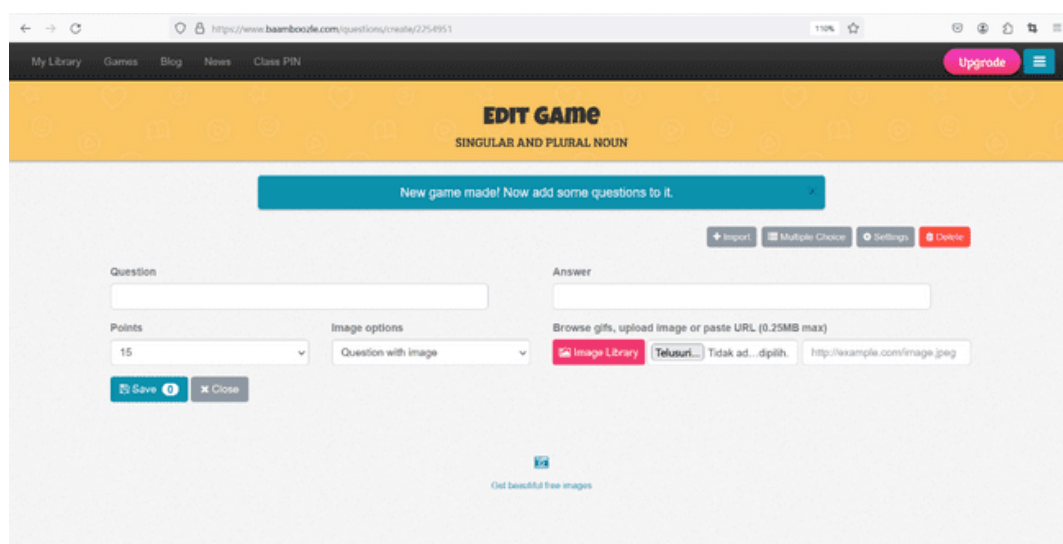 https://www.baamboozle.com/questions/create/2254951 110%
My Library Games Blog News Class PIN Upgrade
EDIT GAME
SINGULAR AND PLURAL NOUN
New game made! Now add some questions to it. ×
Import Multiple Choice Settings Delete
Question Answer
Points Image options Browse gifs, upload image or paste URL (0.25MB max)
15 Question with image Image Library Telusuri... Tidak ad...dipilih. http://example.com/image.jpeg
Save 0 Close
Get beautiful free images